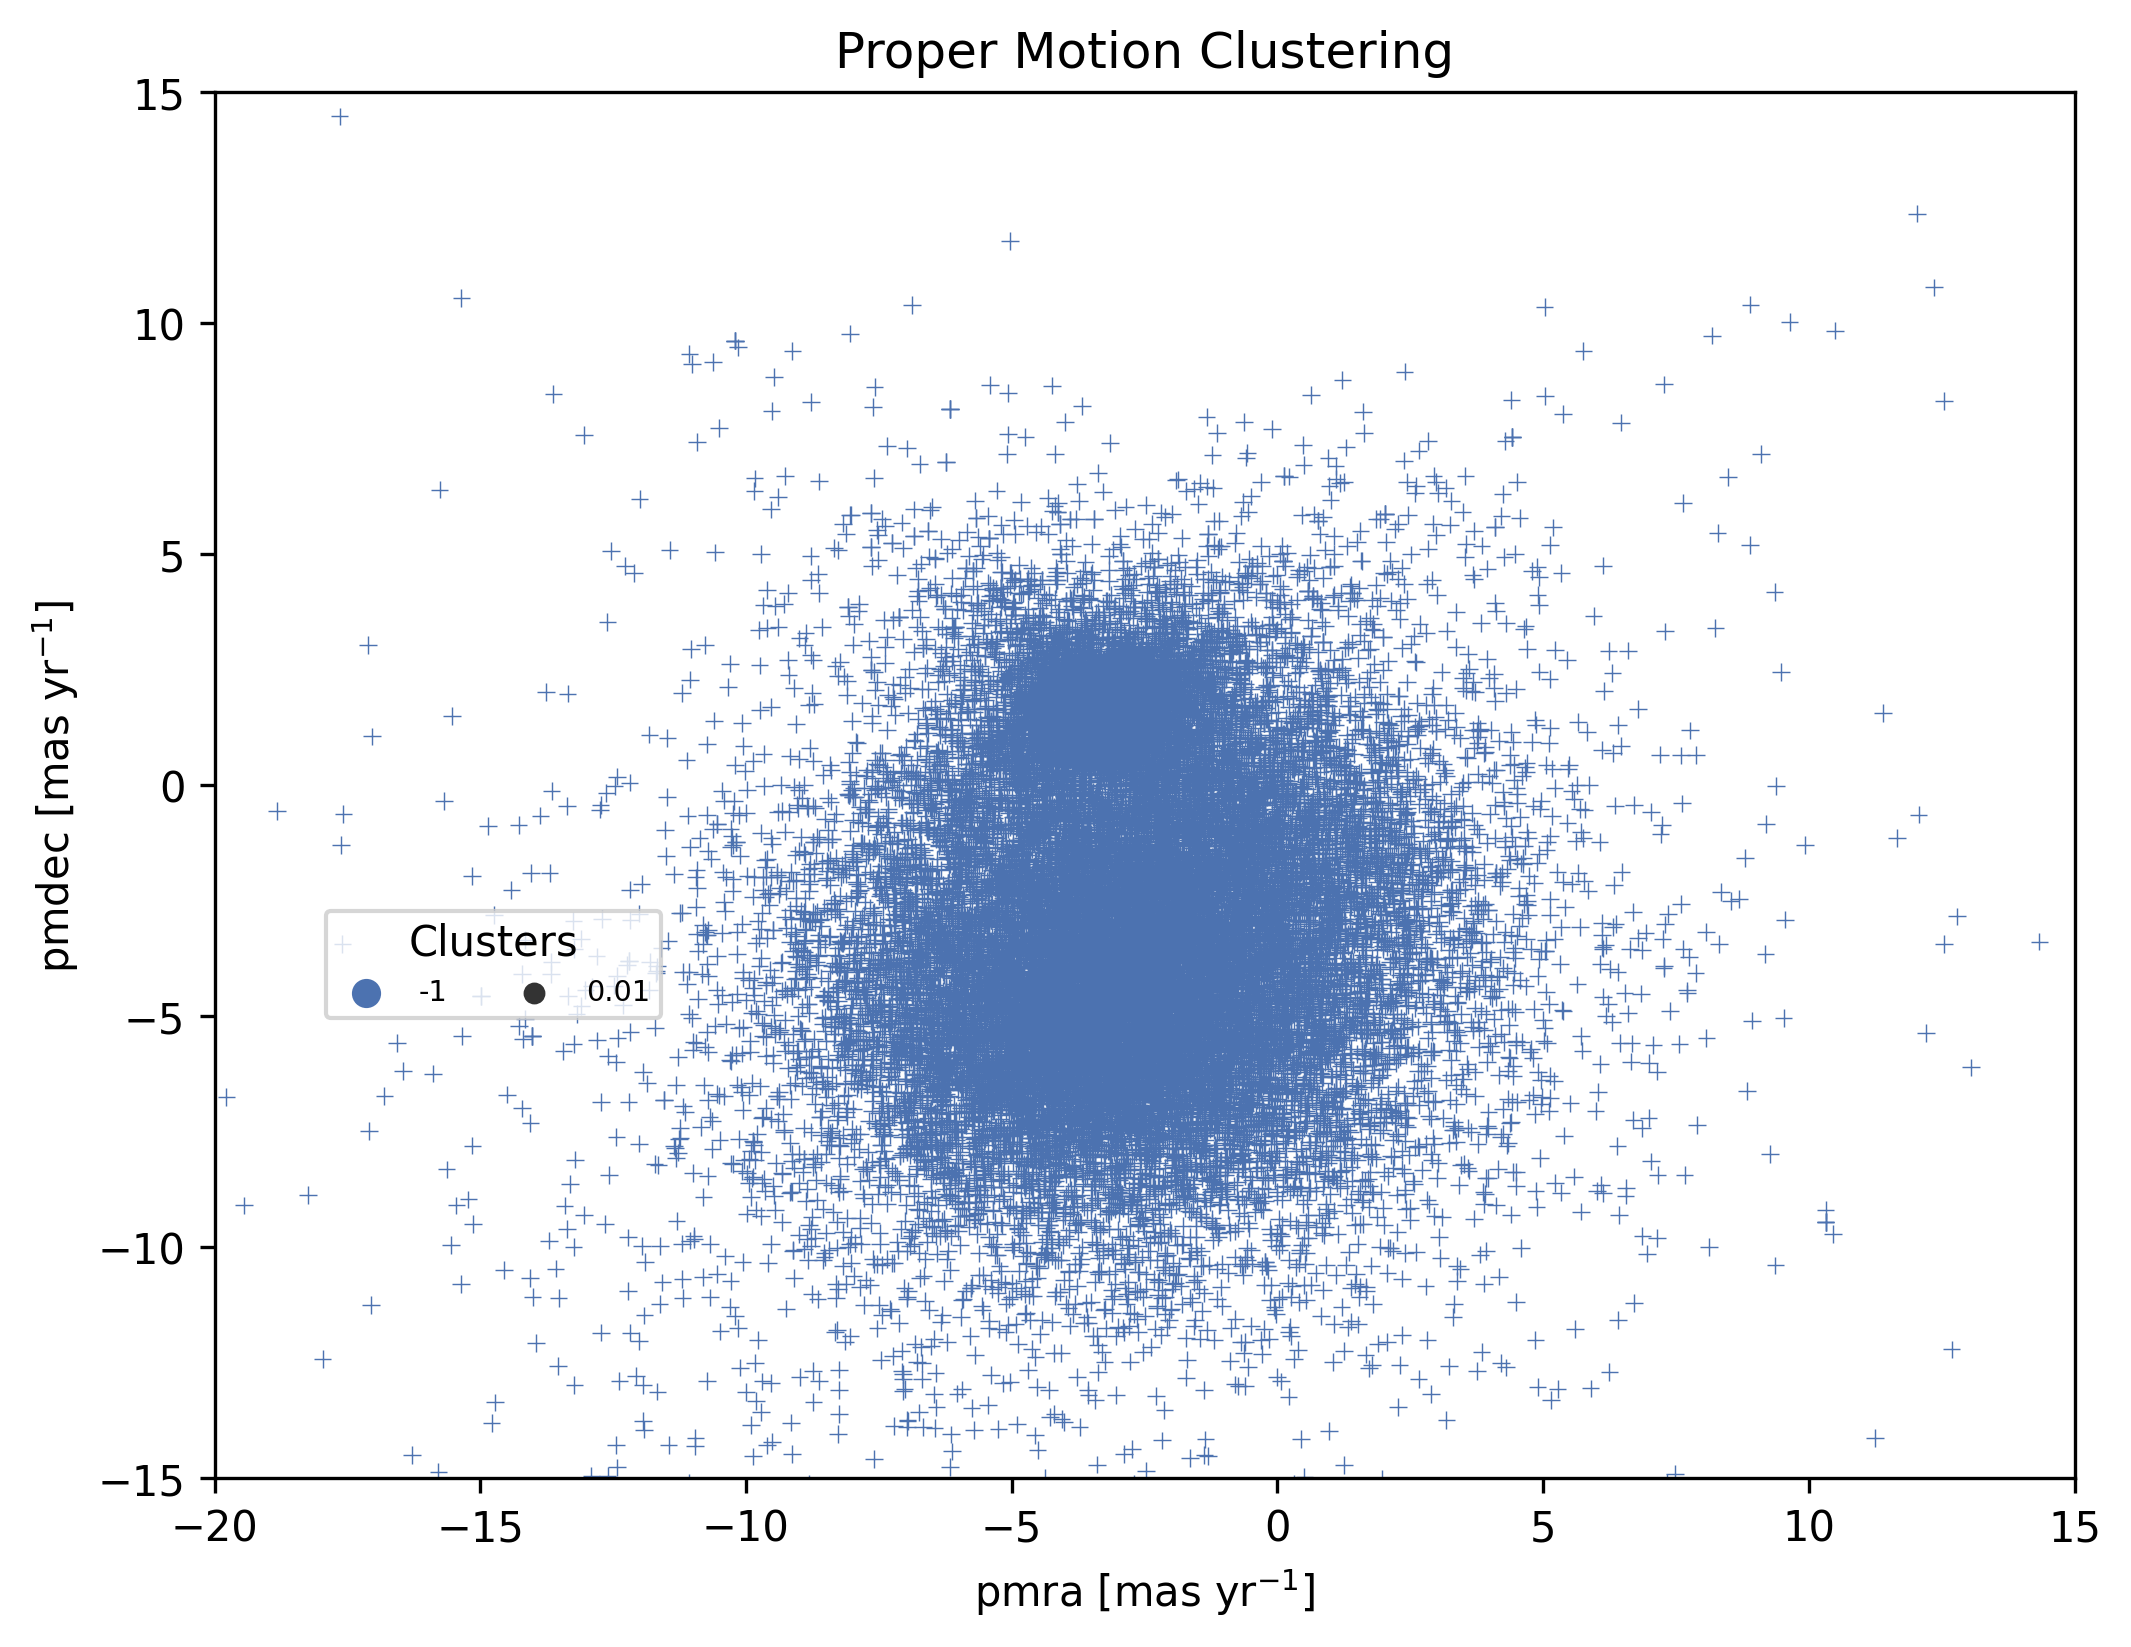 Proper Motion Clustering
15
10
5
0
−5
−10
−15
pmdec [mas yr⁻¹]
Clusters
-1 0.01
−20 −15 −10 −5 0 5 10 15
pmra [mas yr⁻¹]